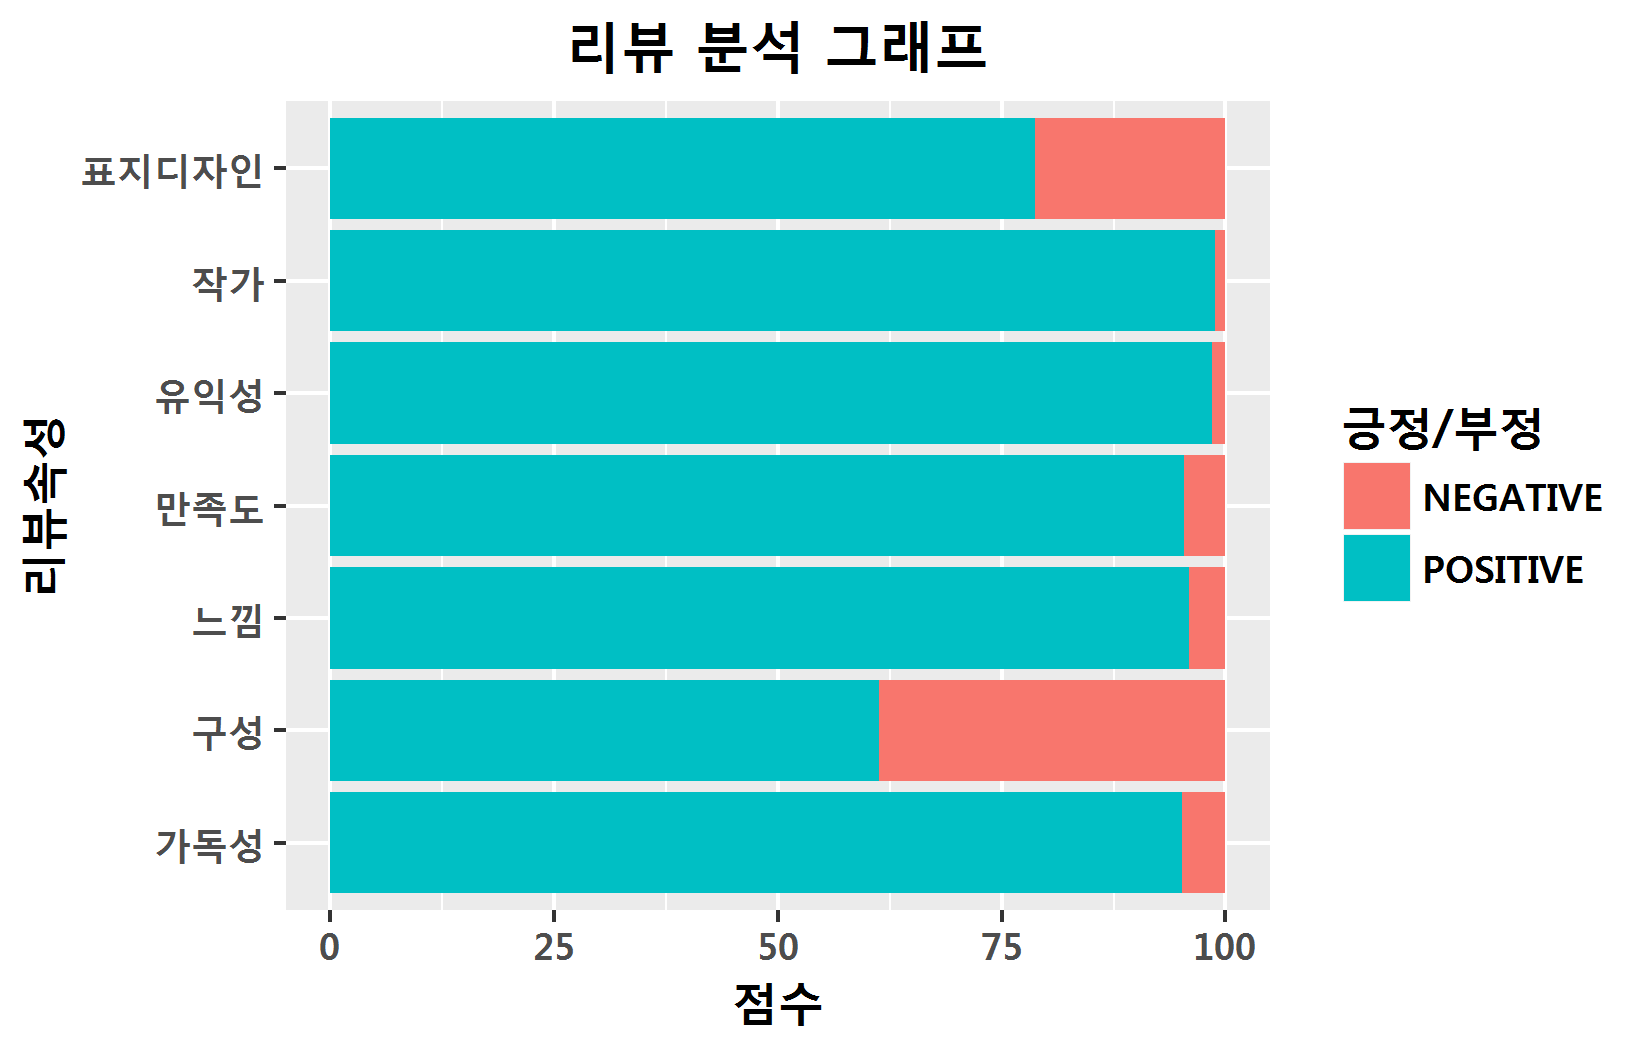 리뷰 분석 그래프
표지디자인
작가
유익성
만족도
느낌
구성
가독성
리뷰속성
0 25 50 75 100
점수
긍정/부정
NEGATIVE
POSITIVE